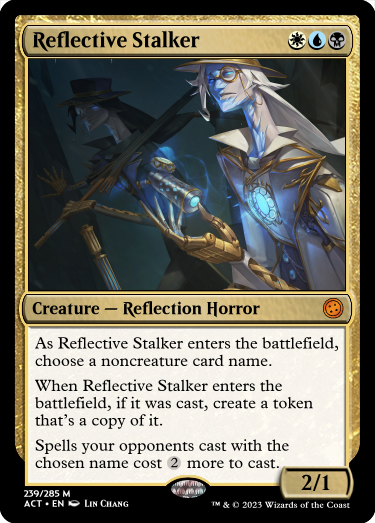 Reflective Stalker
Creature — Reflection Horror
As Reflective Stalker enters the battlefield,
choose a noncreature card name.
When Reflective Stalker enters the
battlefield, if it was cast, create a token
that's a copy of it.
Spells your opponents cast with the
chosen name cost 2 more to cast.
2/1
239/285 M
ACT • EN Lin Chang
™ & © 2023 Wizards of the Coast